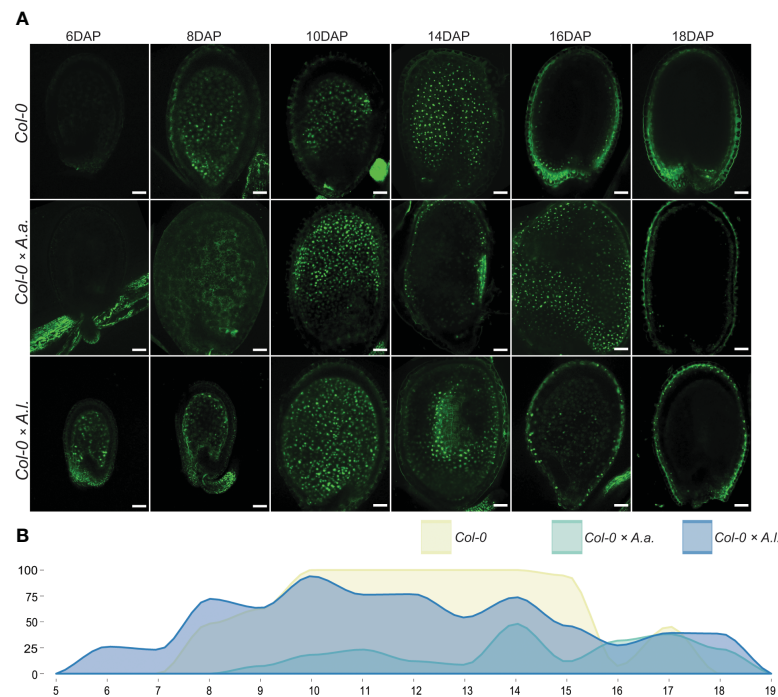 A
6DAP 8DAP 10DAP 14DAP 16DAP 18DAP
Col-0
Col-0 × A.a.
Col-0 × A.l.
B
Col-0 Col-0 × A.a. Col-0 × A.l.
100
75
50
25
0
5 6 7 8 9 10 11 12 13 14 15 16 17 18 19